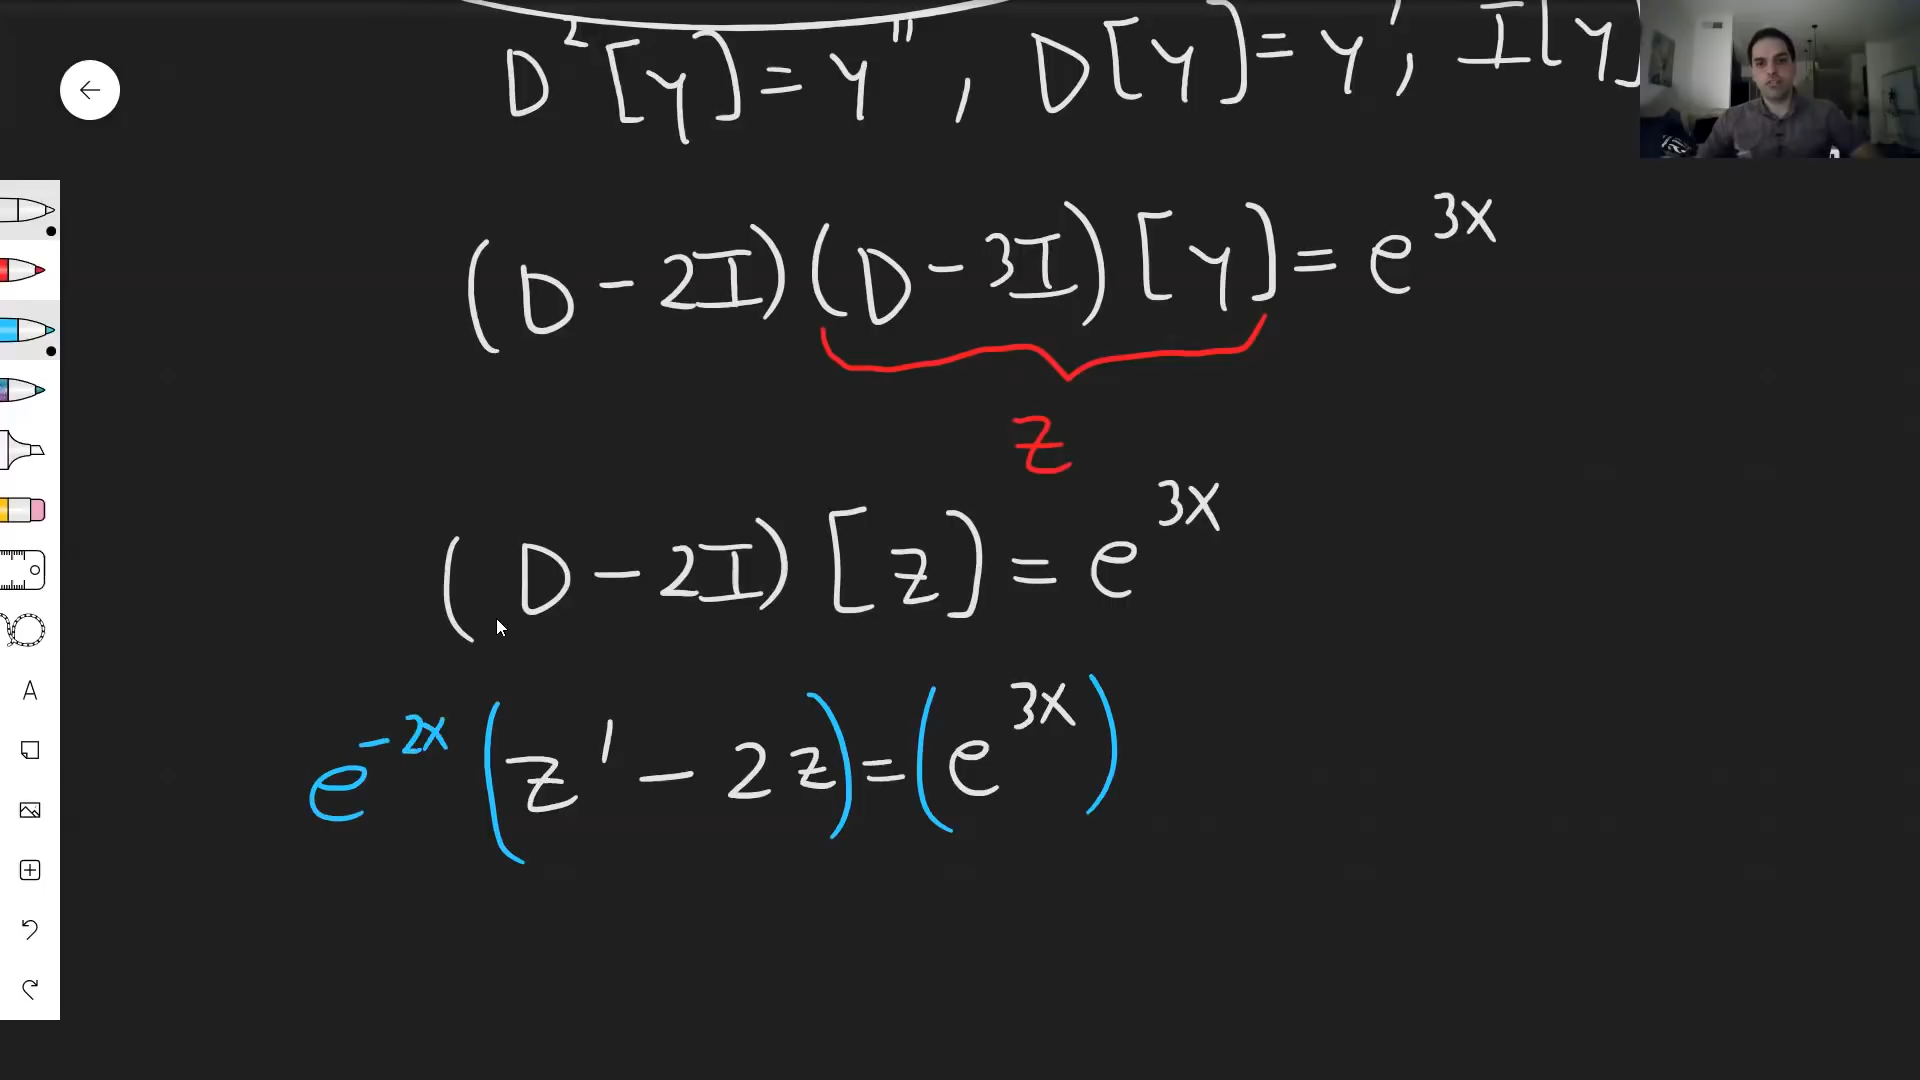 D²[y]=y'', D[y]=y', I[y]
(D-2I)(D-3I)[y]=e^3x
z
(D-2I)[z]=e^3x
e^-2x(z'-2z)=(e^3x)
A